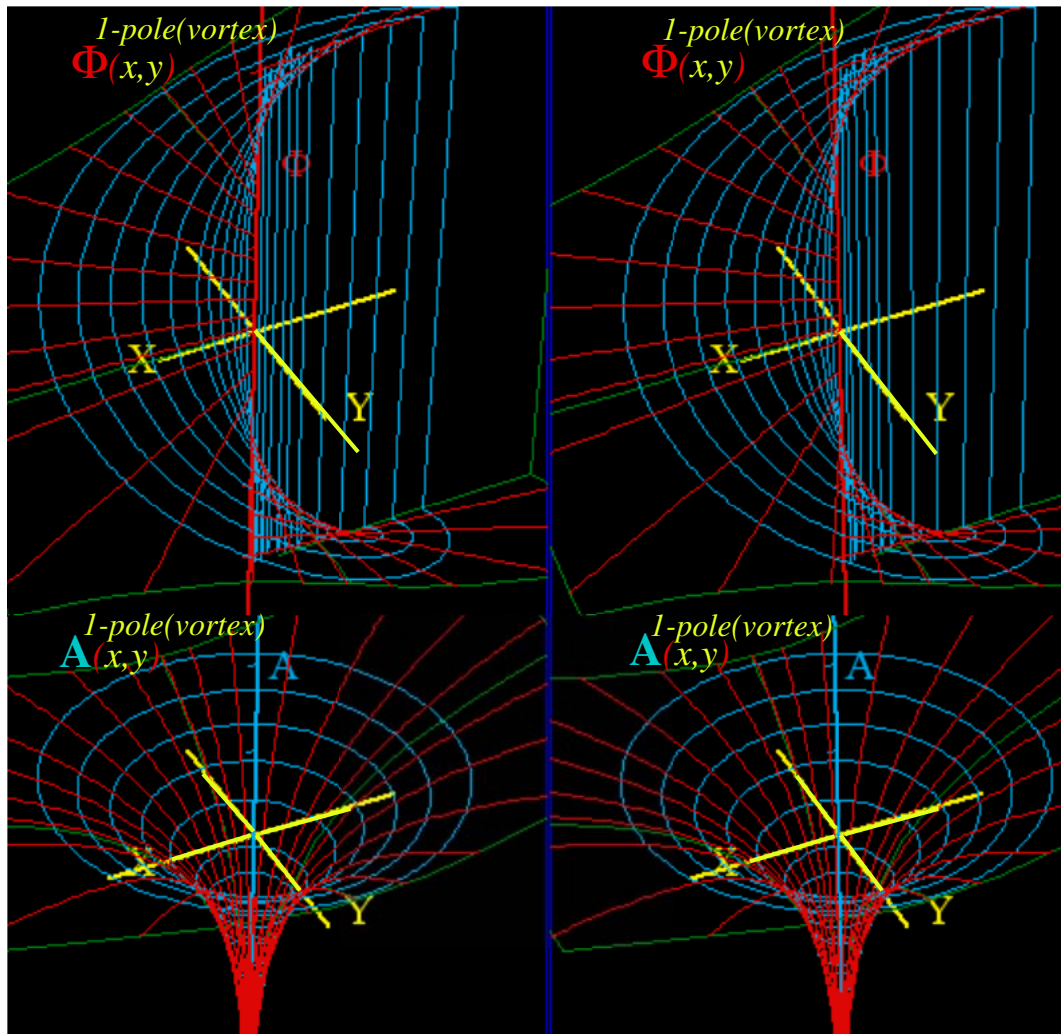 1-pole(vortex)
Φ(x,y)
Φ
X
Y
1-pole(vortex)
Φ(x,y)
Φ
X
Y
1-pole(vortex)
A(x,y)
A
X
Y
1-pole(vortex)
A(x,y)
A
X
Y